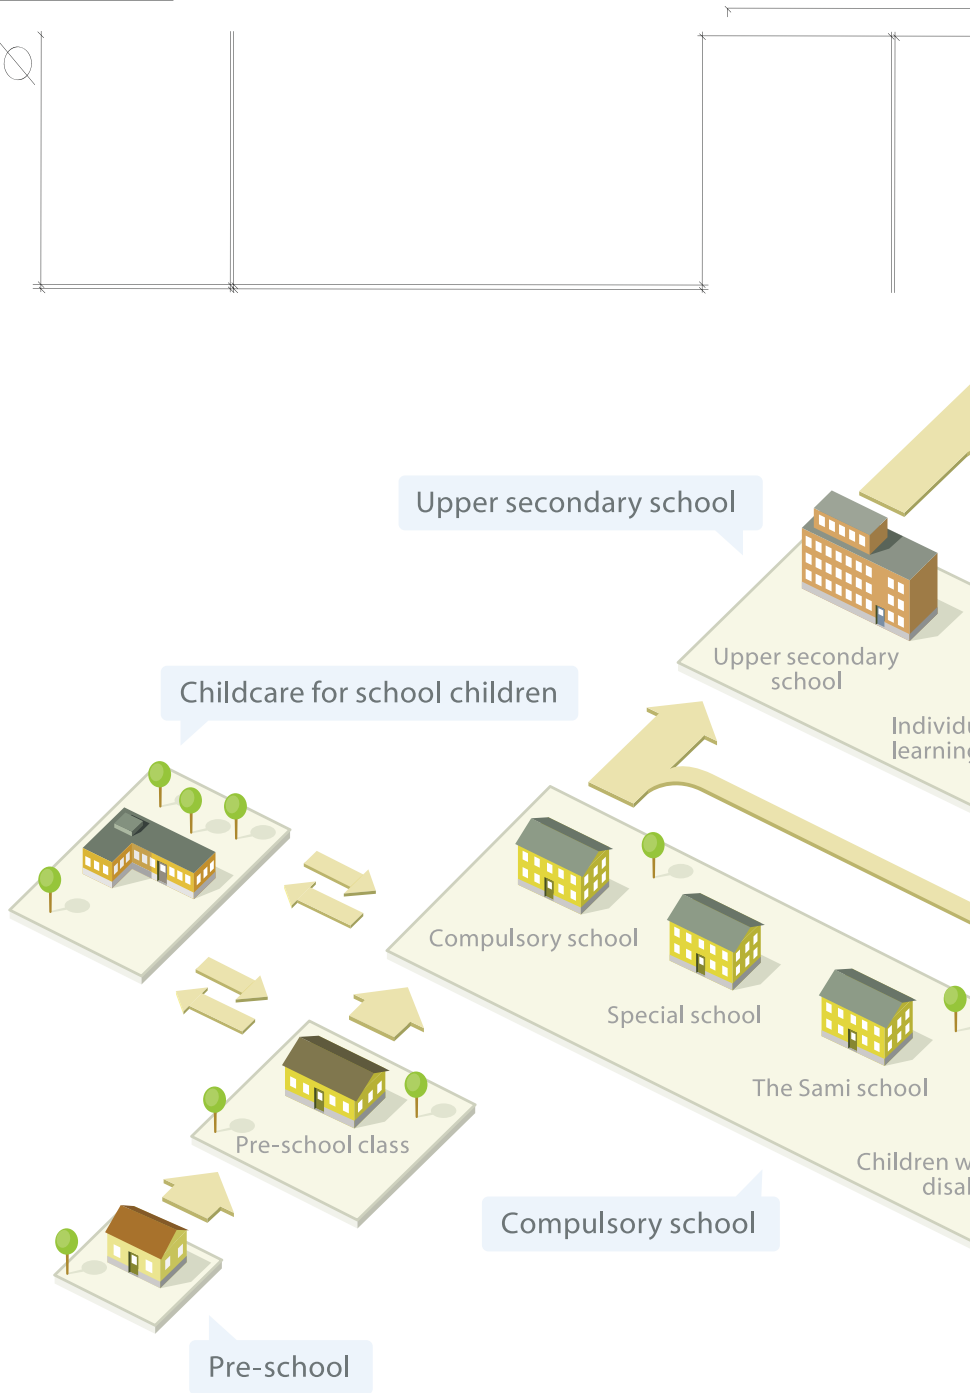 Upper secondary school
Upper secondary
school
Childcare for school children
Compulsory school
Special school
The Sami school
Pre-school class
Children
Compulsory school
Pre-school